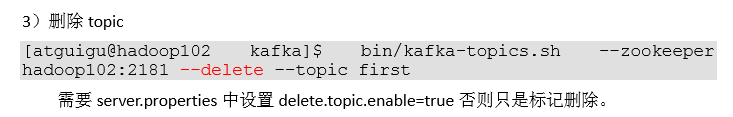 3）删除 topic
[atguigu@hadoop102 kafka]$ bin/kafka-topics.sh --zookeeper
hadoop102:2181 --delete --topic first
需要 server.properties 中设置 delete.topic.enable=true 否则只是标记删除。